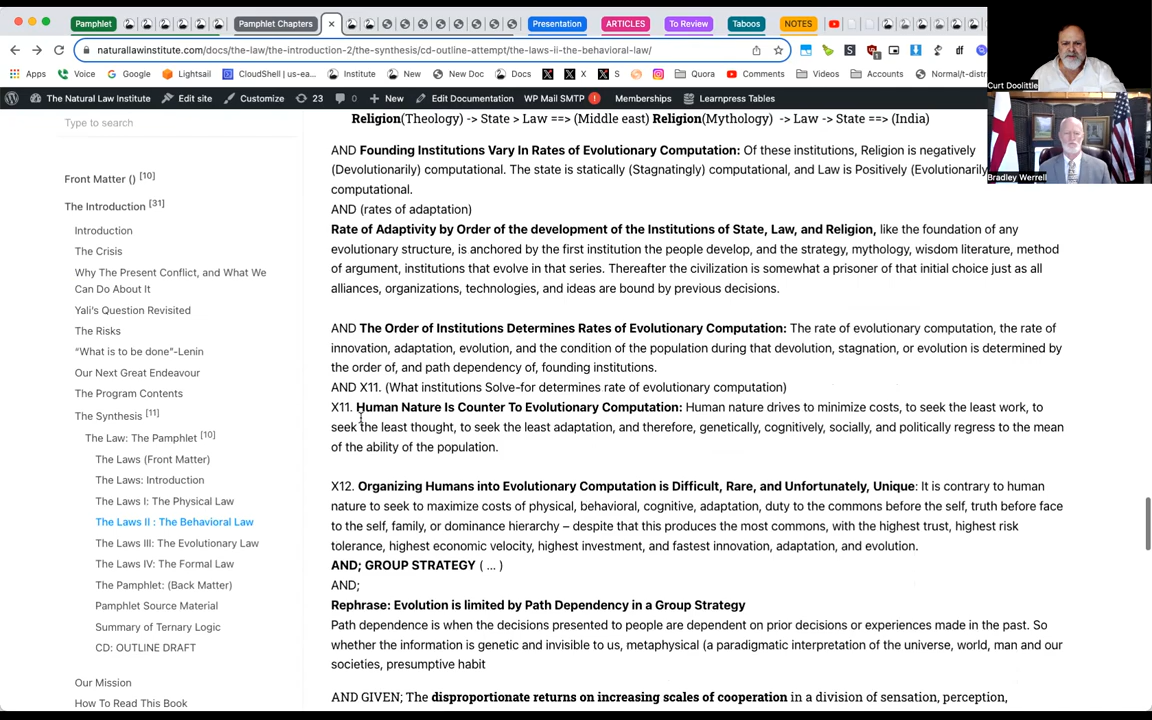 Pamphlet
Pamphlet Chapters
Presentation
ARTICLES
To Review
Taboos
NOTES
naturallawinstitute.com/docs/the-law/the-introduction-2/the-synthesis/cd-outline-attempt/the-laws-ii-the-behavioral-law/
Apps Voice Google Lightsail CloudShell | us-ea... Institute New New Doc Docs X S Quora Comments Videos Accounts Normal/t-distr
The Natural Law Institute Edit site Customize 23 0 New Edit Documentation WP Mail SMTP ! Memberships Learnpress Tables
Curt Doolittle
Bradley Werrell
Type to search
Front Matter () [10]
The Introduction [31]
Introduction
The Crisis
Why The Present Conflict, and What We
Can Do About It
Yali's Question Revisited
The Risks
“What is to be done”-Lenin
Our Next Great Endeavour
The Program Contents
The Synthesis [11]
The Law: The Pamphlet [10]
The Laws (Front Matter)
The Laws: Introduction
The Laws I: The Physical Law
The Laws II : The Behavioral Law
The Laws III: The Evolutionary Law
The Laws IV: The Formal Law
The Pamphlet: (Back Matter)
Pamphlet Source Material
Summary of Ternary Logic
CD: OUTLINE DRAFT
Our Mission
How To Read This Book
Religion(Theology) -> State > Law ==> (Middle east) Religion(Mythology) -> Law -> State ==> (India)
AND Founding Institutions Vary In Rates of Evolutionary Computation: Of these institutions, Religion is negatively
(Devolutionarily) computational. The state is statically (Stagnatingly) computational, and Law is Positively (Evolutionarily
computational.
AND (rates of adaptation)
Rate of Adaptivity by Order of the development of the Institutions of State, Law, and Religion, like the foundation of any
evolutionary structure, is anchored by the first institution the people develop, and the strategy, mythology, wisdom literature, method
of argument, institutions that evolve in that series. Thereafter the civilization is somewhat a prisoner of that initial choice just as all
alliances, organizations, technologies, and ideas are bound by previous decisions.
AND The Order of Institutions Determines Rates of Evolutionary Computation: The rate of evolutionary computation, the rate of
innovation, adaptation, evolution, and the condition of the population during that devolution, stagnation, or evolution is determined by
the order of, and path dependency of, founding institutions.
AND X11. (What institutions Solve-for determines rate of evolutionary computation)
X11. Human Nature Is Counter To Evolutionary Computation: Human nature drives to minimize costs, to seek the least work, to
seek the least thought, to seek the least adaptation, and therefore, genetically, cognitively, socially, and politically regress to the mean
of the ability of the population.
X12. Organizing Humans into Evolutionary Computation is Difficult, Rare, and Unfortunately, Unique: It is contrary to human
nature to seek to maximize costs of physical, behavioral, cognitive, adaptation, duty to the commons before the self, truth before face
to the self, family, or dominance hierarchy – despite that this produces the most commons, with the highest trust, highest risk
tolerance, highest economic velocity, highest investment, and fastest innovation, adaptation, and evolution.
AND; GROUP STRATEGY ( ... )
AND;
Rephrase: Evolution is limited by Path Dependency in a Group Strategy
Path dependence is when the decisions presented to people are dependent on prior decisions or experiences made in the past. So
whether the information is genetic and invisible to us, metaphysical (a paradigmatic interpretation of the universe, world, man and our
societies, presumptive habit
AND GIVEN; The disproportionate returns on increasing scales of cooperation in a division of sensation, perception,